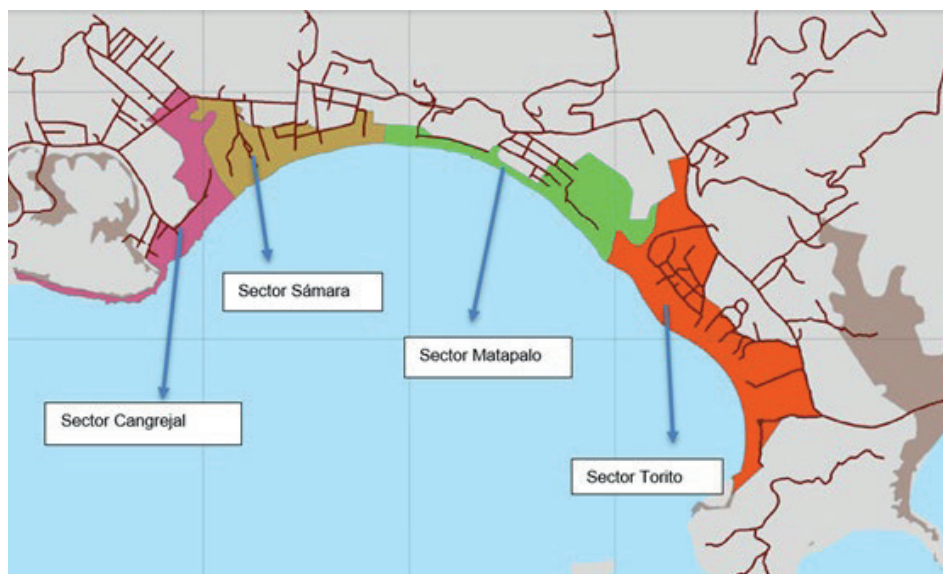 Sector Sámara
Sector Matapalo
Sector Cangrejal
Sector Torito